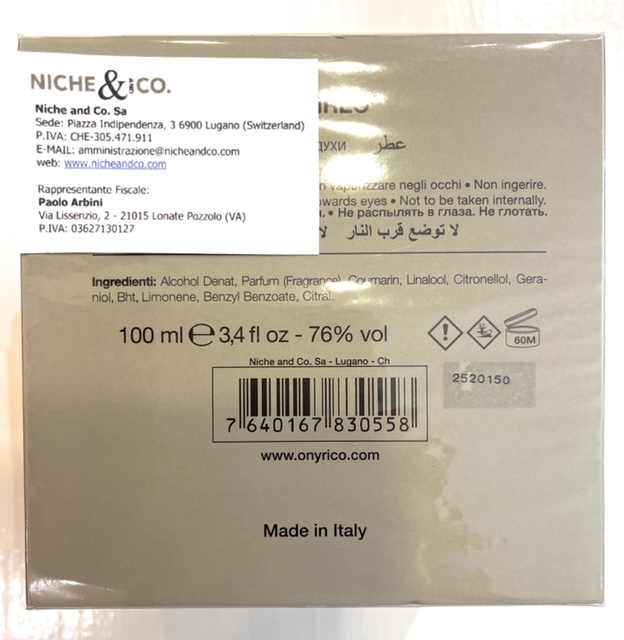 NICHE & CO.
AND
Niche and Co. Sa
Sede: Piazza Indipendenza, 3 6900 Lugano (Switzerland)
P.IVA: CHE-305.471.911
E-MAIL: amministrazione@nicheandco.com
web: www.nicheandco.com
Rappresentante Fiscale:
Paolo Arbini
Via Lissenzio, 2 - 21015 Lonate Pozzolo (VA)
P.IVA: 03627130127
ДУХИ عطر
vaporizzare negli occhi • Non ingerire.
eyes • Not to be taken internally.
• Не распылять в глаза. Не глотать.
لا توضع قرب النار
Ingredienti: Alcohol Denat, Parfum (Fragrance), Coumarin, Linalool, Citronellol, Gera-
niol, Bht, Limonene, Benzyl Benzoate, Citral.
100 ml ℮ 3,4 fl oz - 76% vol
60M
Niche and Co. Sa - Lugano - Ch
2520150
7 640167 830558
www.onyrico.com
Made in Italy